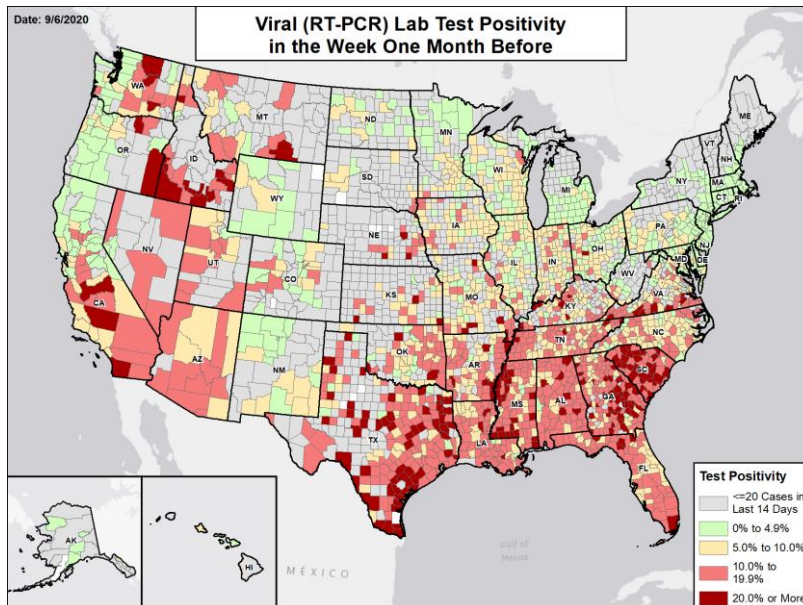 Date: 9/6/2020
Viral (RT-PCR) Lab Test Positivity
in the Week One Month Before
WA
MT
ND
MN
ME
OR
ID
SD
WI
VT
NH
WY
MI
NY
MA
CT
RI
NE
IA
PA
NJ
NV
UT
CO
IL
IN
OH
MD
DE
CA
KS
MO
WV
VA
KY
AZ
NM
OK
AR
TN
NC
SC
TX
LA
MS
AL
GA
FL
AK
HI
MÉXICO
Gulf of
Mexico
Test Positivity
<=20 Cases in
Last 14 Days
0% to 4.9%
5.0% to 10.0%
10.0% to
19.9%
20.0% or More